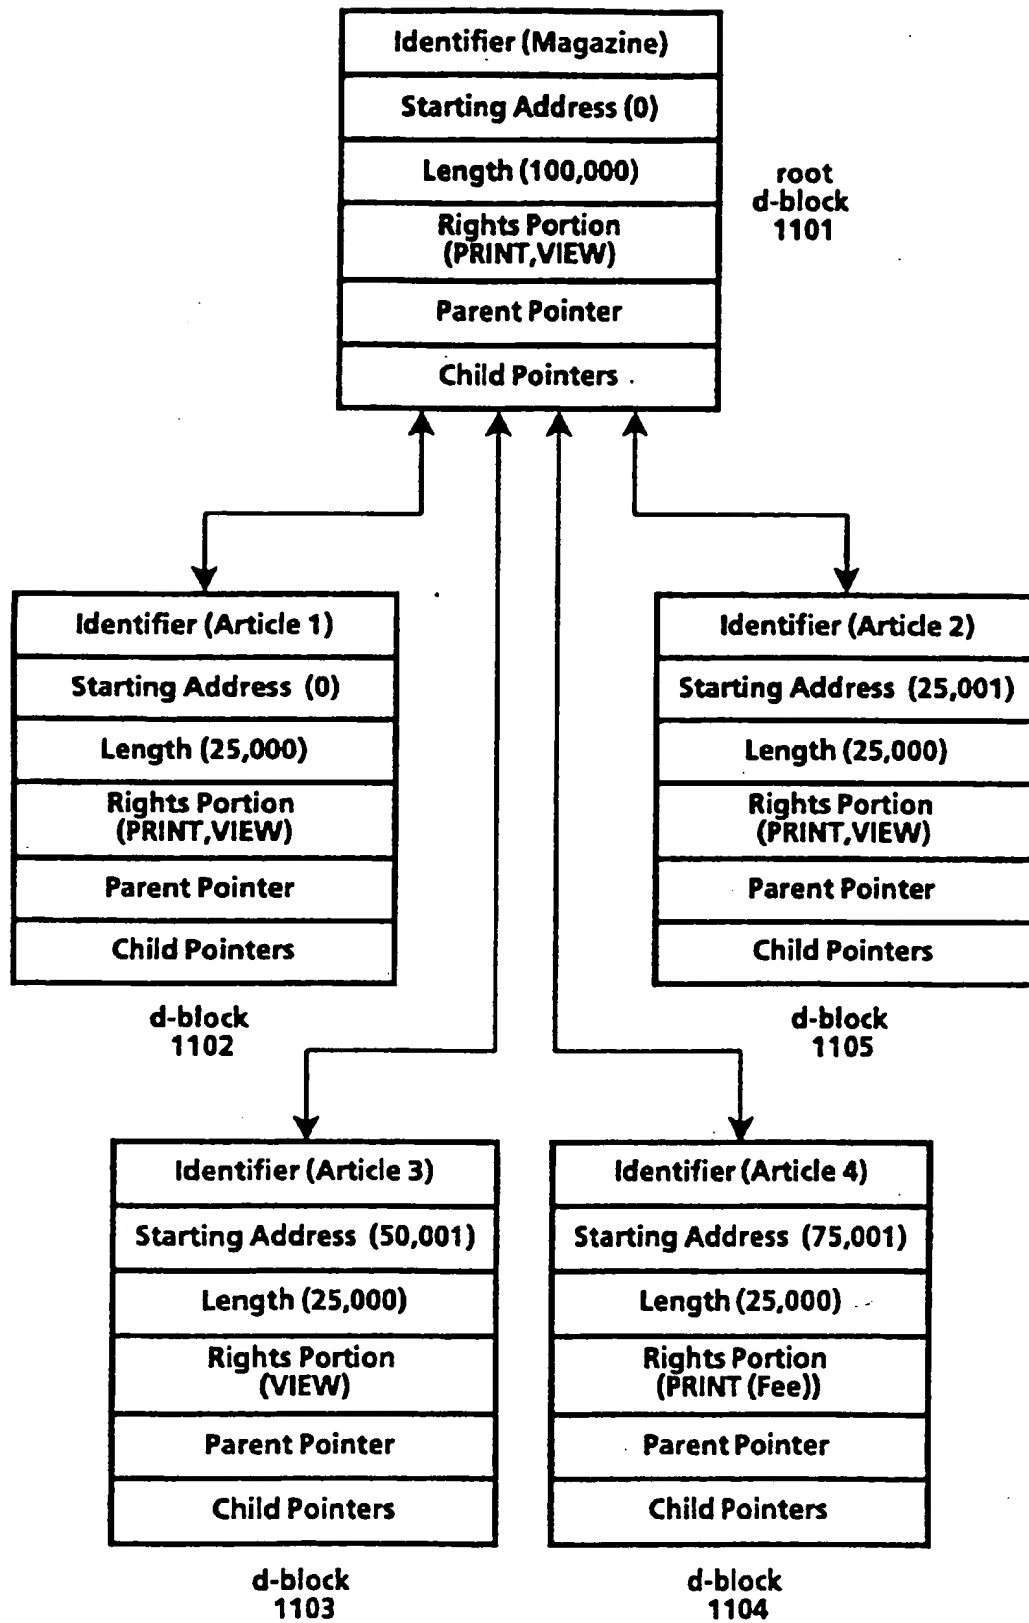 Identifier (Magazine)
Starting Address (0)
Length (100,000)
Rights Portion
(PRINT,VIEW)
Parent Pointer
Child Pointers
root
d-block
1101
Identifier (Article 1)
Starting Address (0)
Length (25,000)
Rights Portion
(PRINT,VIEW)
Parent Pointer
Child Pointers
d-block
1102
Identifier (Article 2)
Starting Address (25,001)
Length (25,000)
Rights Portion
(PRINT,VIEW)
Parent Pointer
Child Pointers
d-block
1105
Identifier (Article 3)
Starting Address (50,001)
Length (25,000)
Rights Portion
(VIEW)
Parent Pointer
Child Pointers
d-block
1103
Identifier (Article 4)
Starting Address (75,001)
Length (25,000)
Rights Portion
(PRINT (Fee))
Parent Pointer
Child Pointers
d-block
1104